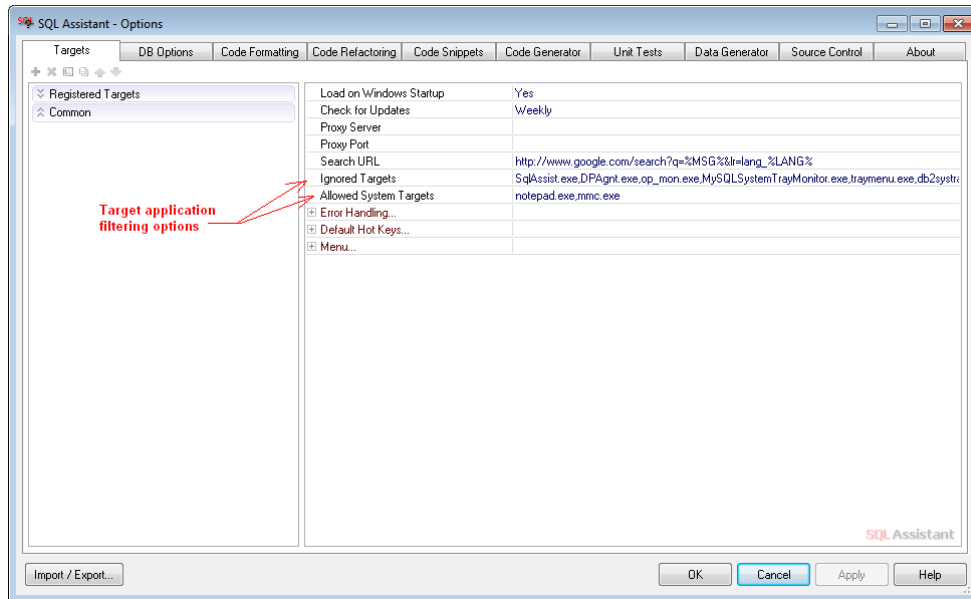 SQL Assistant - Options
Targets DB Options Code Formatting Code Refactoring Code Snippets Code Generator Unit Tests Data Generator Source Control About
Registered Targets
Common
Load on Windows Startup Yes
Check for Updates Weekly
Proxy Server
Proxy Port
Search URL http://www.google.com/search?q=%MSG%&lr=lang_%LANG%
Ignored Targets SqlAssist.exe,DPAgnt.exe,op_mon.exe,MySQLSystemTrayMonitor.exe,traymenu.exe,db2systra
Allowed System Targets notepad.exe,mmc.exe
Error Handling...
Default Hot Keys...
Menu...
Target application
filtering options
SQL Assistant
Import / Export... OK Cancel Apply Help